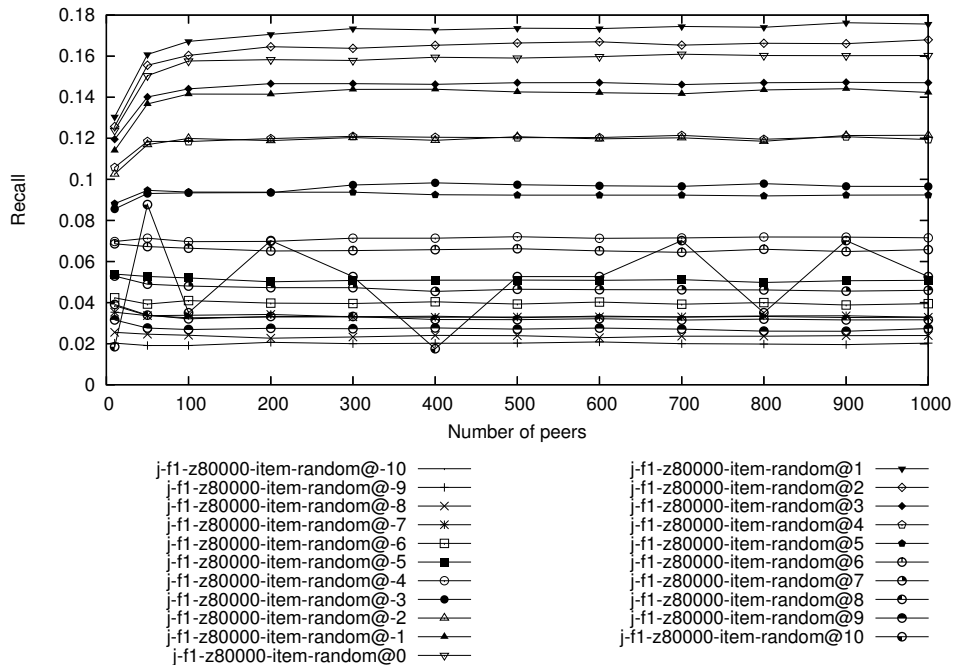 0.18
0.16
0.14
0.12
0.1
0.08
0.06
0.04
0.02
0
Recall
0 100 200 300 400 500 600 700 800 900 1000
Number of peers
j-f1-z80000-item-random@-10
j-f1-z80000-item-random@-9
j-f1-z80000-item-random@-8
j-f1-z80000-item-random@-7
j-f1-z80000-item-random@-6
j-f1-z80000-item-random@-5
j-f1-z80000-item-random@-4
j-f1-z80000-item-random@-3
j-f1-z80000-item-random@-2
j-f1-z80000-item-random@-1
j-f1-z80000-item-random@0
j-f1-z80000-item-random@1
j-f1-z80000-item-random@2
j-f1-z80000-item-random@3
j-f1-z80000-item-random@4
j-f1-z80000-item-random@5
j-f1-z80000-item-random@6
j-f1-z80000-item-random@7
j-f1-z80000-item-random@8
j-f1-z80000-item-random@9
j-f1-z80000-item-random@10